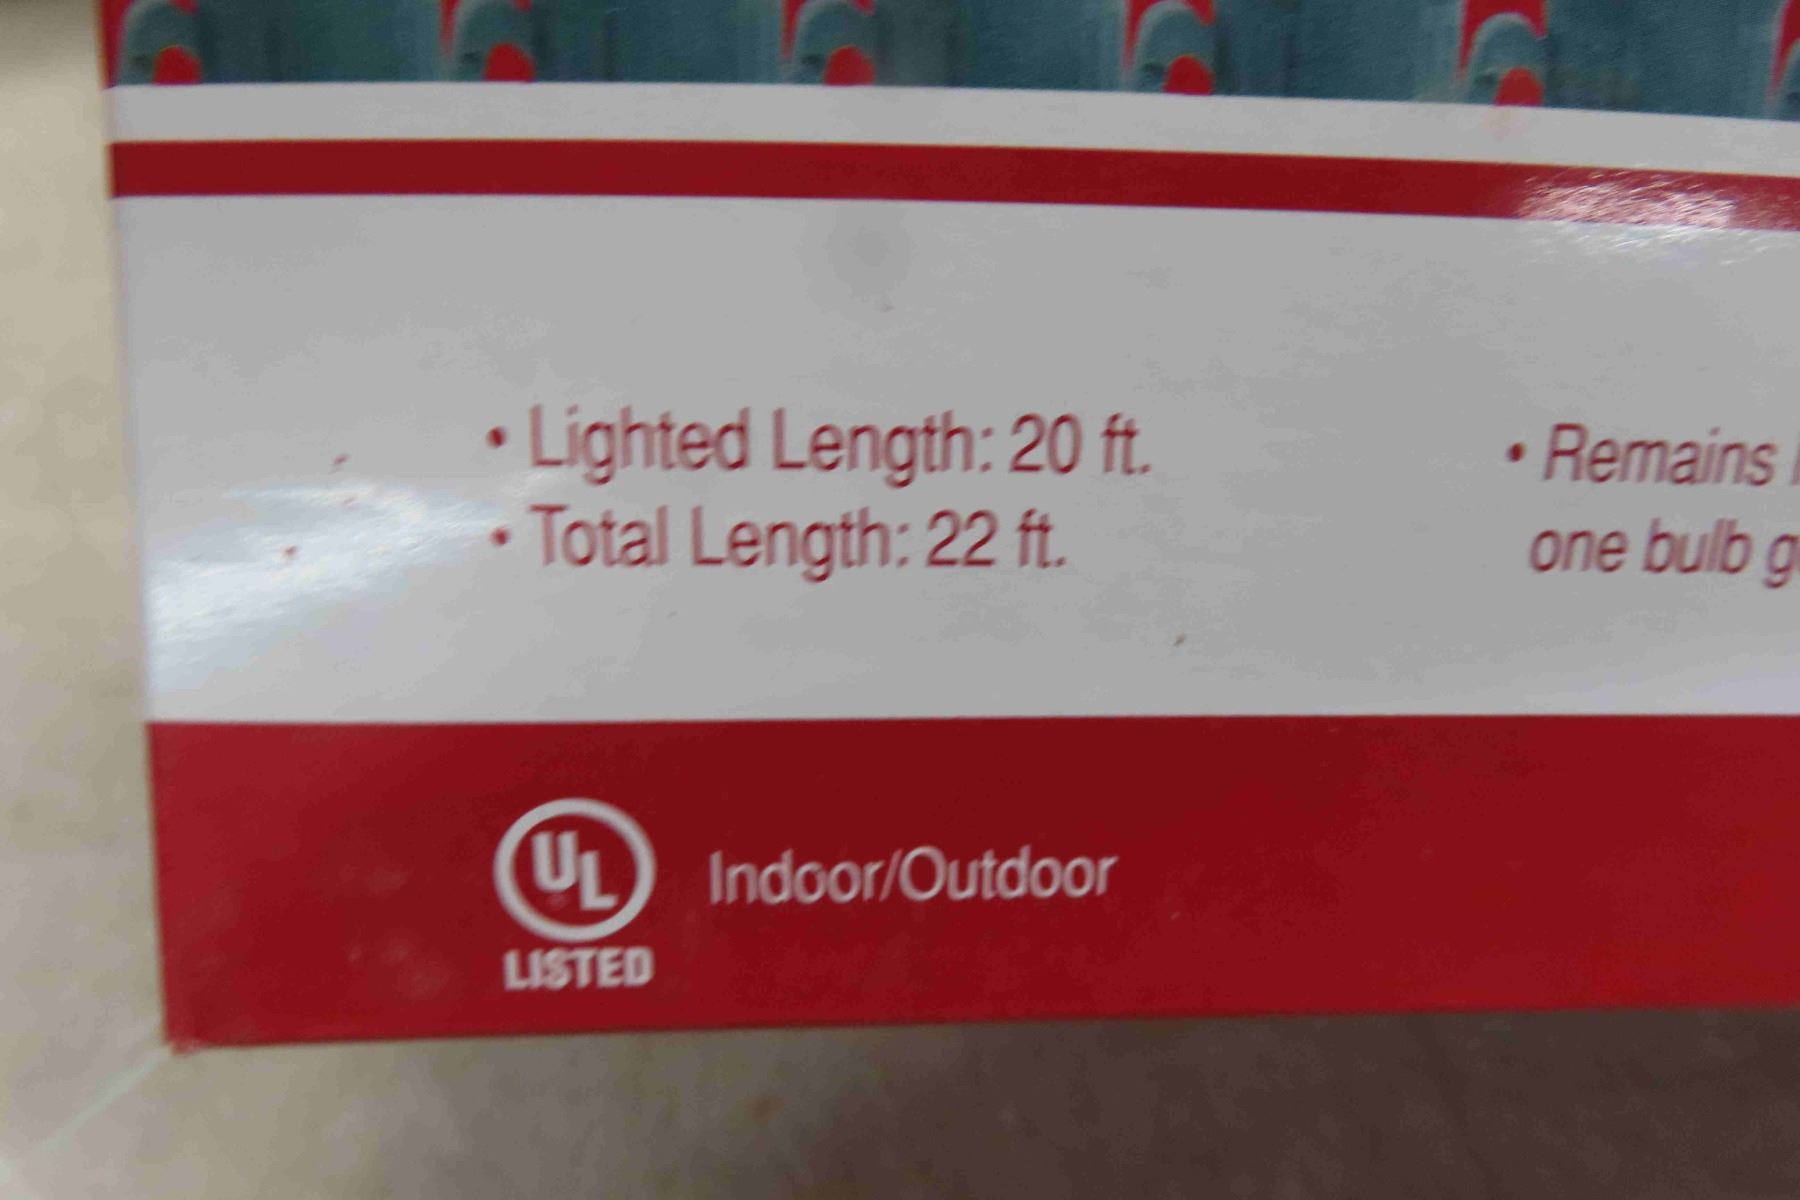 • Lighted Length: 20 ft.
• Total Length: 22 ft.
• Remains
one bulb
UL
LISTED
Indoor/Outdoor